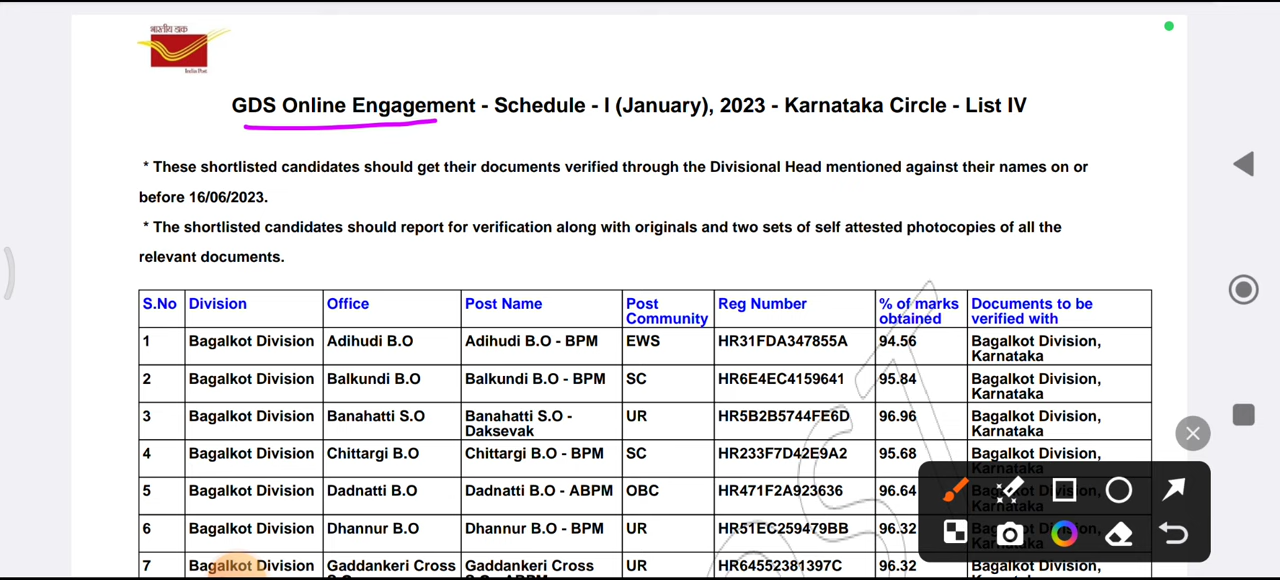 भारतीय डाक
India Post
GDS Online Engagement - Schedule - I (January), 2023 - Karnataka Circle - List IV
* These shortlisted candidates should get their documents verified through the Divisional Head mentioned against their names on or
before 16/06/2023.
* The shortlisted candidates should report for verification along with originals and two sets of self attested photocopies of all the
relevant documents.
S.No Division Office Post Name Post Community Reg Number % of marks obtained Documents to be verified with
1 Bagalkot Division Adihudi B.O Adihudi B.O - BPM EWS HR31FDA347855A 94.56 Bagalkot Division, Karnataka
2 Bagalkot Division Balkundi B.O Balkundi B.O - BPM SC HR6E4EC4159641 95.84 Bagalkot Division, Karnataka
3 Bagalkot Division Banahatti S.O Banahatti S.O - Daksevak UR HR5B2B5744FE6D 96.96 Bagalkot Division, Karnataka
4 Bagalkot Division Chittargi B.O Chittargi B.O - BPM SC HR233F7D42E9A2 95.68 Bagalkot Division, Karnataka
5 Bagalkot Division Dadnatti B.O Dadnatti B.O - ABPM OBC HR471F2A923636 96.64 Bagalkot Division, Karnataka
6 Bagalkot Division Dhannur B.O Dhannur B.O - BPM UR HR51EC259479BB 96.32 Bagalkot Division, Karnataka
7 Bagalkot Division Gaddankeri Cross Gaddankeri Cross UR HR64552381397C 96.32